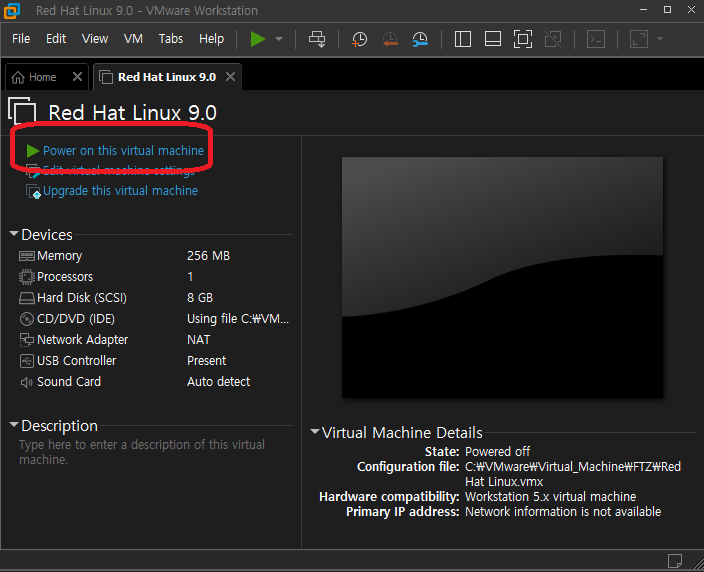 Red Hat Linux 9.0 - VMware Workstation
File Edit View VM Tabs Help
Home Red Hat Linux 9.0
Red Hat Linux 9.0
Power on this virtual machine
Edit virtual machine settings
Upgrade this virtual machine
Devices
Memory 256 MB
Processors 1
Hard Disk (SCSI) 8 GB
CD/DVD (IDE) Using file C:₩VM...
Network Adapter NAT
USB Controller Present
Sound Card Auto detect
Description
Type here to enter a description of this virtual
machine.
Virtual Machine Details
State: Powered off
Configuration file: C:₩VMware₩Virtual_Machine₩FTZ₩Red
Hat Linux.vmx
Hardware compatibility: Workstation 5.x virtual machine
Primary IP address: Network information is not available